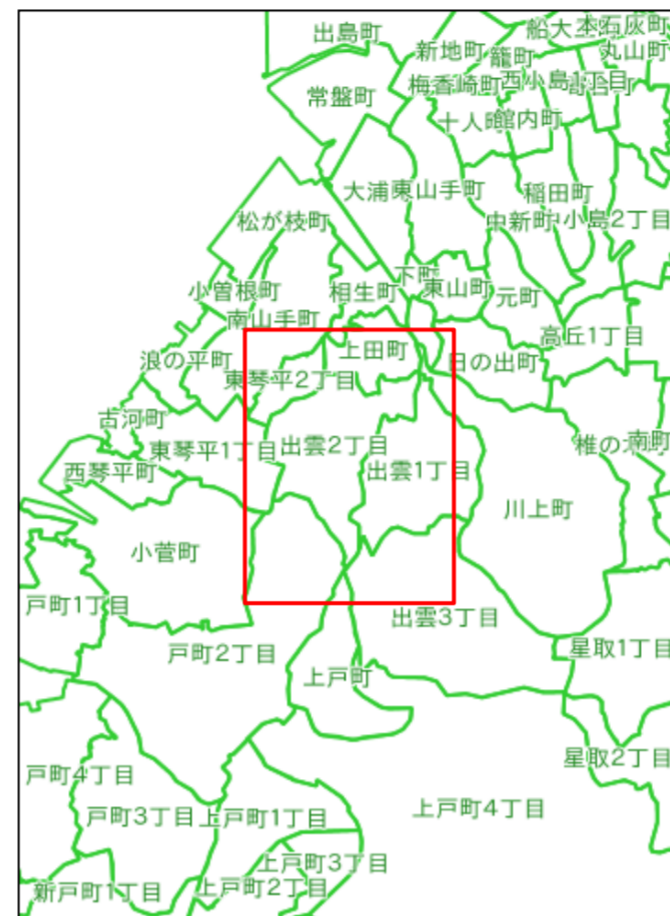 出島町
船大工
本石灰町
新地町
籠町
丸山町
常盤町
梅香崎町
西小島1丁目
十人町
館内町
大浦
東山手町
稲田町
松が枝町
中新町
中小島2丁目
下町
小曽根町
相生町
東山町
元町
南山手町
高丘1丁目
上田町
浪の平町
日の出町
東琴平2丁目
古河町
東琴平1丁目
出雲2丁目
椎の木
南町
西琴平町
出雲1丁目
川上町
小菅町
戸町1丁目
出雲3丁目
戸町2丁目
星取1丁目
上戸町
星取2丁目
戸町4丁目
上戸町4丁目
戸町3丁目
上戸町1丁目
上戸町3丁目
新戸町1丁目
上戸町2丁目